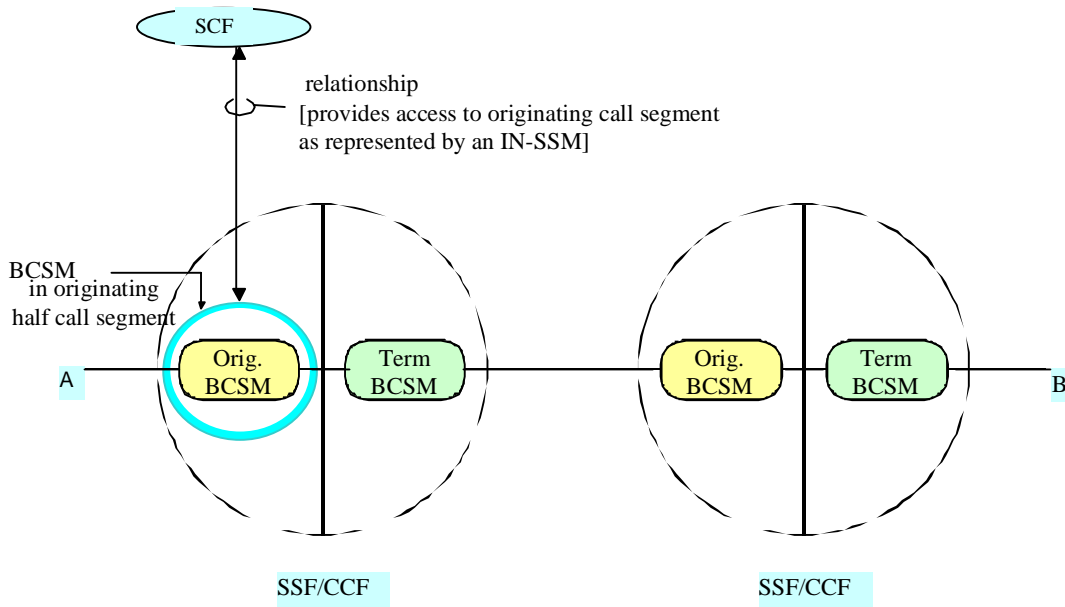 SCF
relationship
[provides access to originating call segment
as represented by an IN-SSM]
BCSM
in originating
half call segment
A
Orig.
BCSM
Term
BCSM
Orig.
BCSM
Term
BCSM
B
SSF/CCF
SSF/CCF